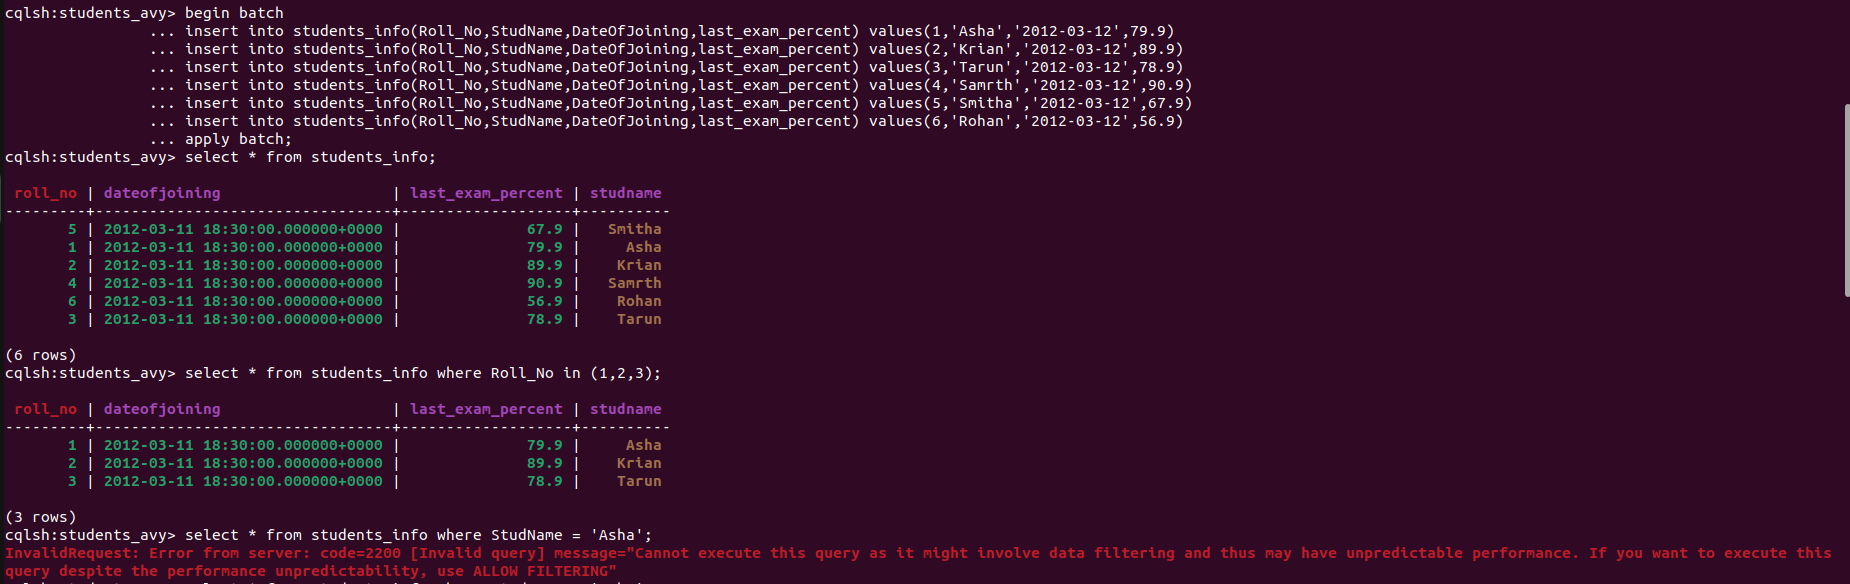 cqlsh:students_avy> begin batch
... insert into students_info(Roll_No,StudName,DateOfJoining,last_exam_percent) values(1,'Asha','2012-03-12',79.9)
... insert into students_info(Roll_No,StudName,DateOfJoining,last_exam_percent) values(2,'Krian','2012-03-12',89.9)
... insert into students_info(Roll_No,StudName,DateOfJoining,last_exam_percent) values(3,'Tarun','2012-03-12',78.9)
... insert into students_info(Roll_No,StudName,DateOfJoining,last_exam_percent) values(4,'Samrth','2012-03-12',90.9)
... insert into students_info(Roll_No,StudName,DateOfJoining,last_exam_percent) values(5,'Smitha','2012-03-12',67.9)
... insert into students_info(Roll_No,StudName,DateOfJoining,last_exam_percent) values(6,'Rohan','2012-03-12',56.9)
... apply batch;
cqlsh:students_avy> select * from students_info;
roll_no | dateofjoining | last_exam_percent | studname
---------+---------------------------------+-------------------+----------
5 | 2012-03-11 18:30:00.000000+0000 | 67.9 | Smitha
1 | 2012-03-11 18:30:00.000000+0000 | 79.9 | Asha
2 | 2012-03-11 18:30:00.000000+0000 | 89.9 | Krian
4 | 2012-03-11 18:30:00.000000+0000 | 90.9 | Samrth
6 | 2012-03-11 18:30:00.000000+0000 | 56.9 | Rohan
3 | 2012-03-11 18:30:00.000000+0000 | 78.9 | Tarun
(6 rows)
cqlsh:students_avy> select * from students_info where Roll_No in (1,2,3);
roll_no | dateofjoining | last_exam_percent | studname
---------+---------------------------------+-------------------+----------
1 | 2012-03-11 18:30:00.000000+0000 | 79.9 | Asha
2 | 2012-03-11 18:30:00.000000+0000 | 89.9 | Krian
3 | 2012-03-11 18:30:00.000000+0000 | 78.9 | Tarun
(3 rows)
cqlsh:students_avy> select * from students_info where StudName = 'Asha';
InvalidRequest: Error from server: code=2200 [Invalid query] message="Cannot execute this query as it might involve data filtering and thus may have unpredictable performance. If you want to execute this
query despite the performance unpredictability, use ALLOW FILTERING"